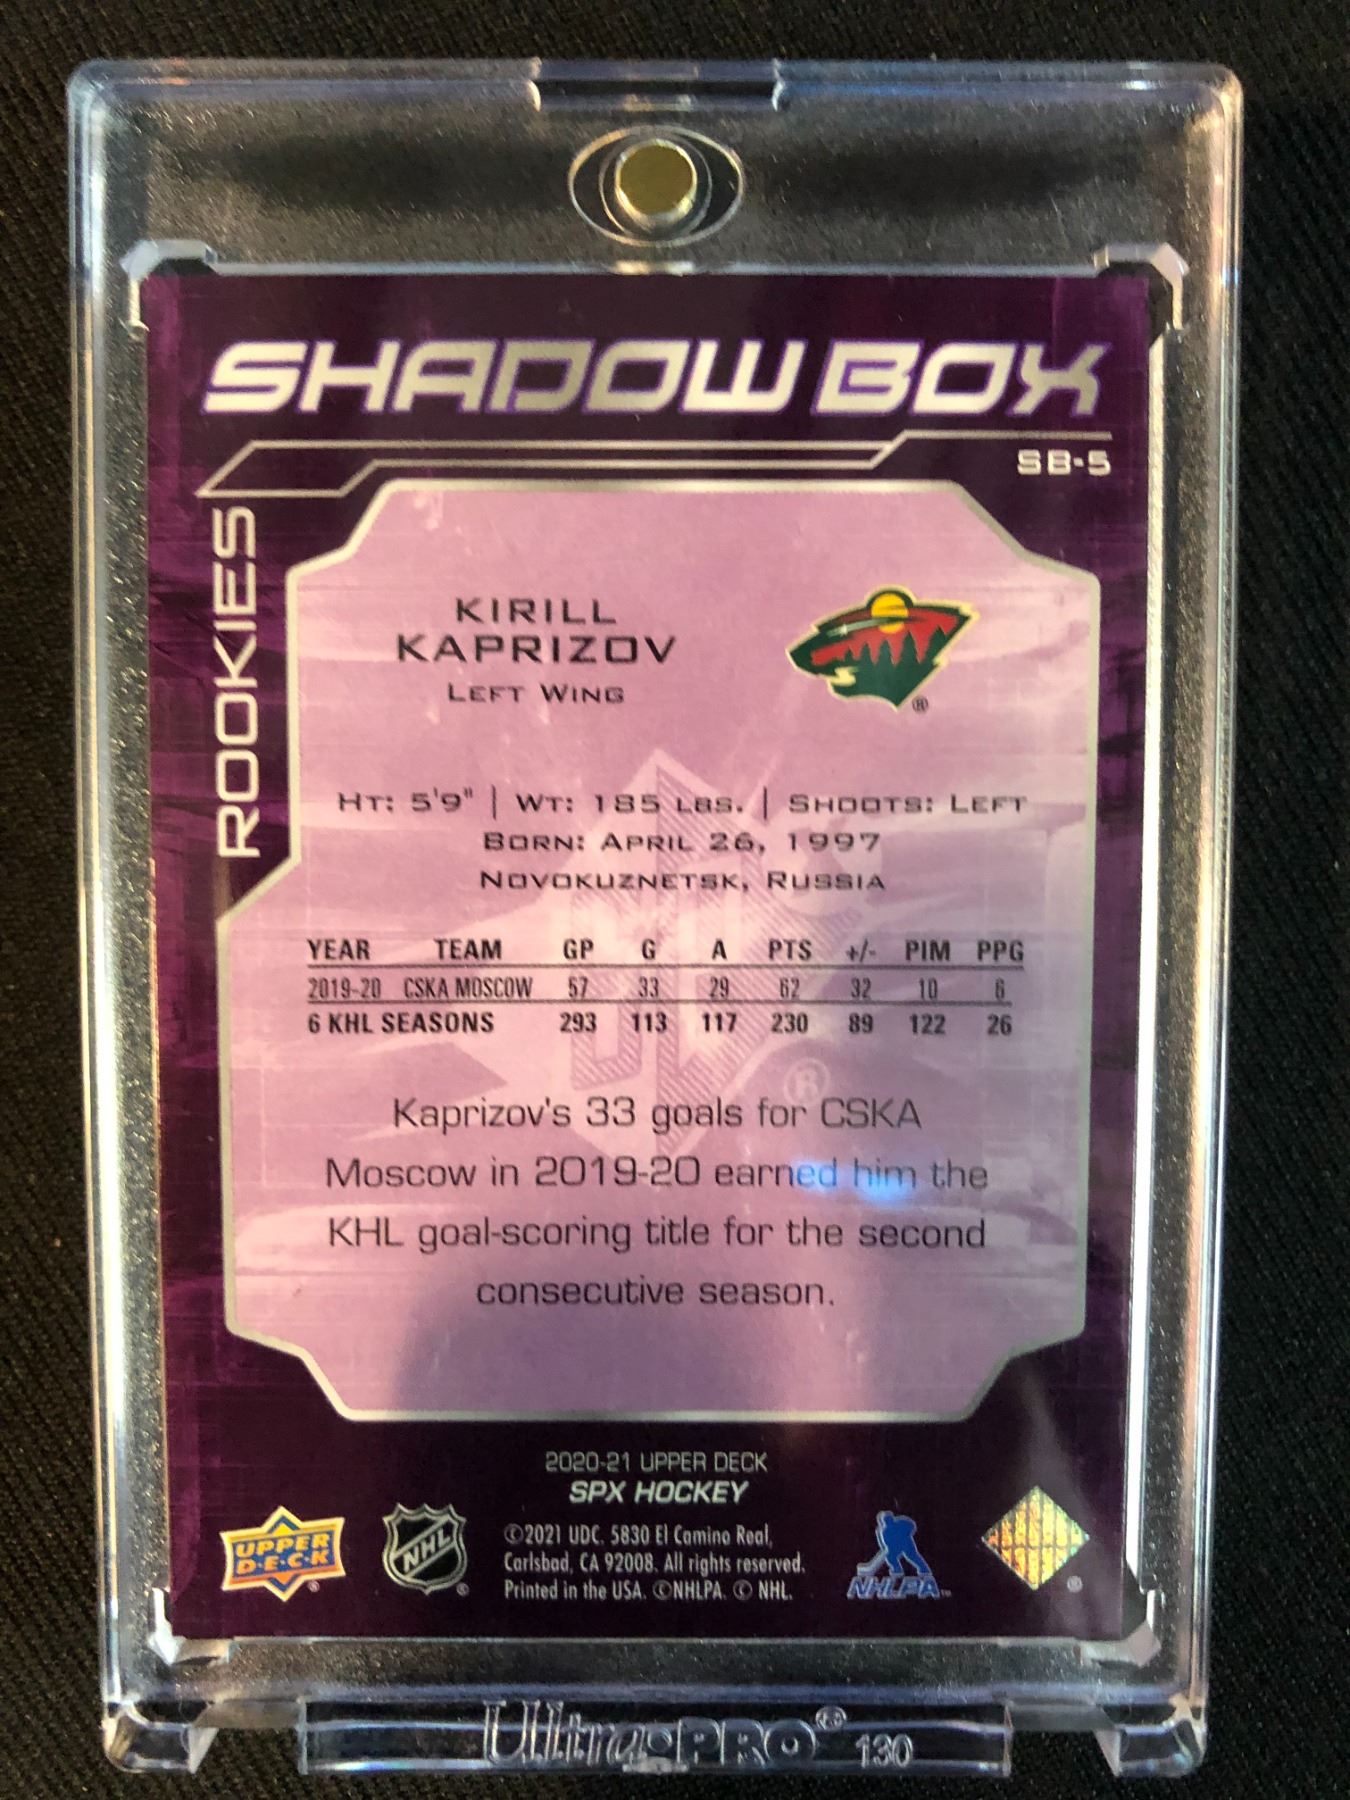 SHADOW BOX
SB-5
ROOKIES
KIRILL
KAPRIZOV
LEFT WING
®
HT: 5'9" | WT: 185 LBS. | SHOOTS: LEFT
BORN: APRIL 26, 1997
NOVOKUZNETSK, RUSSIA
YEAR TEAM GP G A PTS +/- PIM PPG
2019-20 CSKA MOSCOW 57 33 29 62 32 10 6
6 KHL SEASONS 293 113 117 230 89 122 26
®
Kaprizov's 33 goals for CSKA
Moscow in 2019-20 earned him the
KHL goal-scoring title for the second
consecutive season.
2020-21 UPPER DECK
SPX HOCKEY
©2021 UDC. 5830 El Camino Real,
Carlsbad, CA 92008. All rights reserved.
Printed in the USA. ©NHLPA. © NHL.
UPPER
D·E·C·K
®
NHL
®
NHLPA™
®
Ultra·PRO® 130